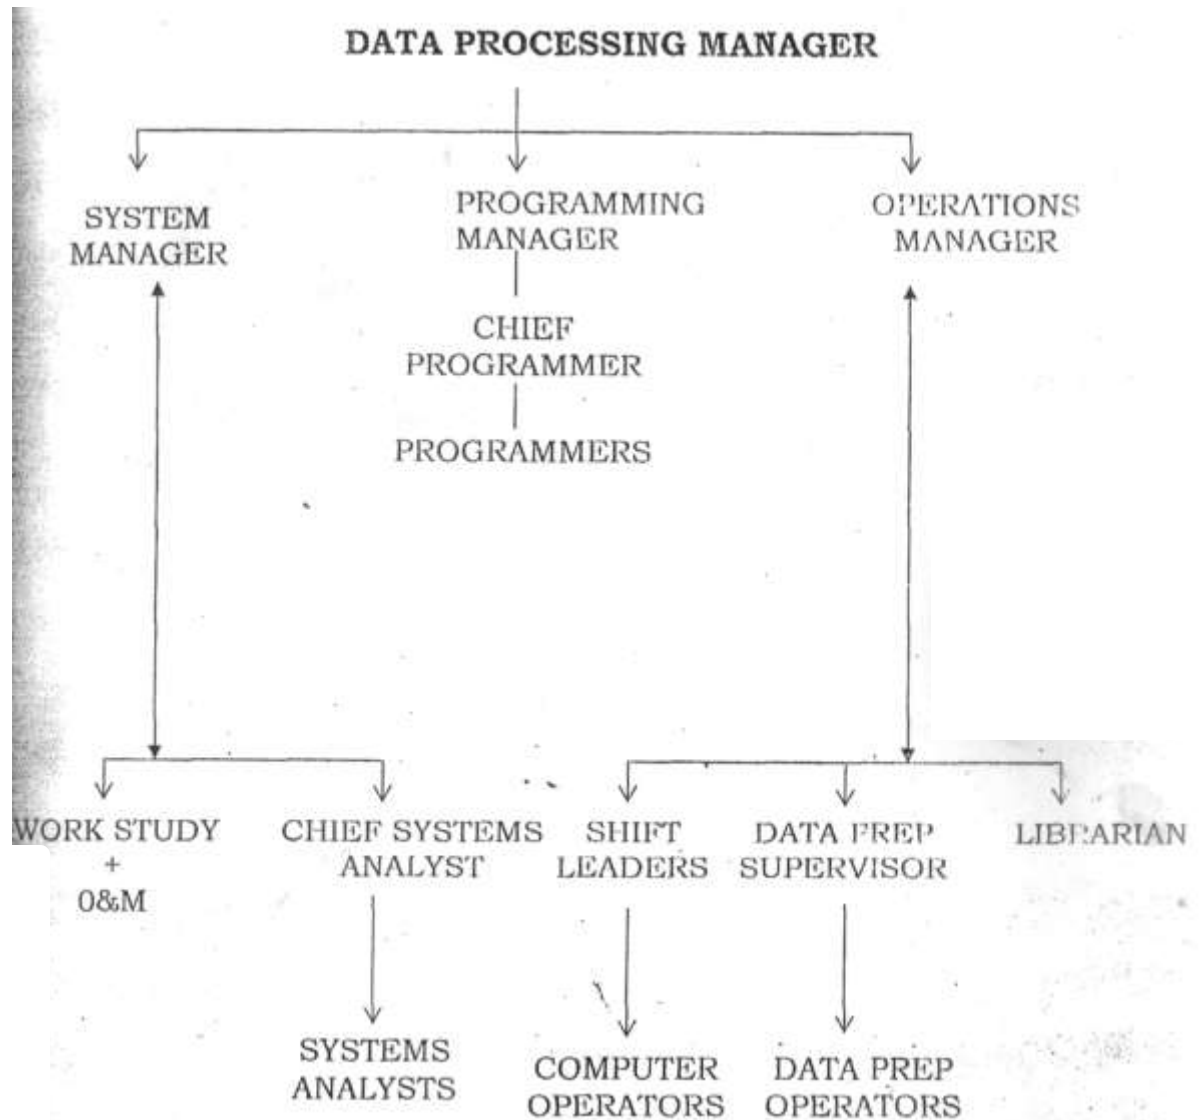 DATA PROCESSING MANAGER
SYSTEM
MANAGER
PROGRAMMING
MANAGER
OPERATIONS
MANAGER
CHIEF
PROGRAMMER
PROGRAMMERS
WORK STUDY
+
O&M
CHIEF SYSTEMS
ANALYST
SHIFT
LEADERS
DATA PREP
SUPERVISOR
LIBRARIAN
SYSTEMS
ANALYSTS
COMPUTER
OPERATORS
DATA PREP
OPERATORS